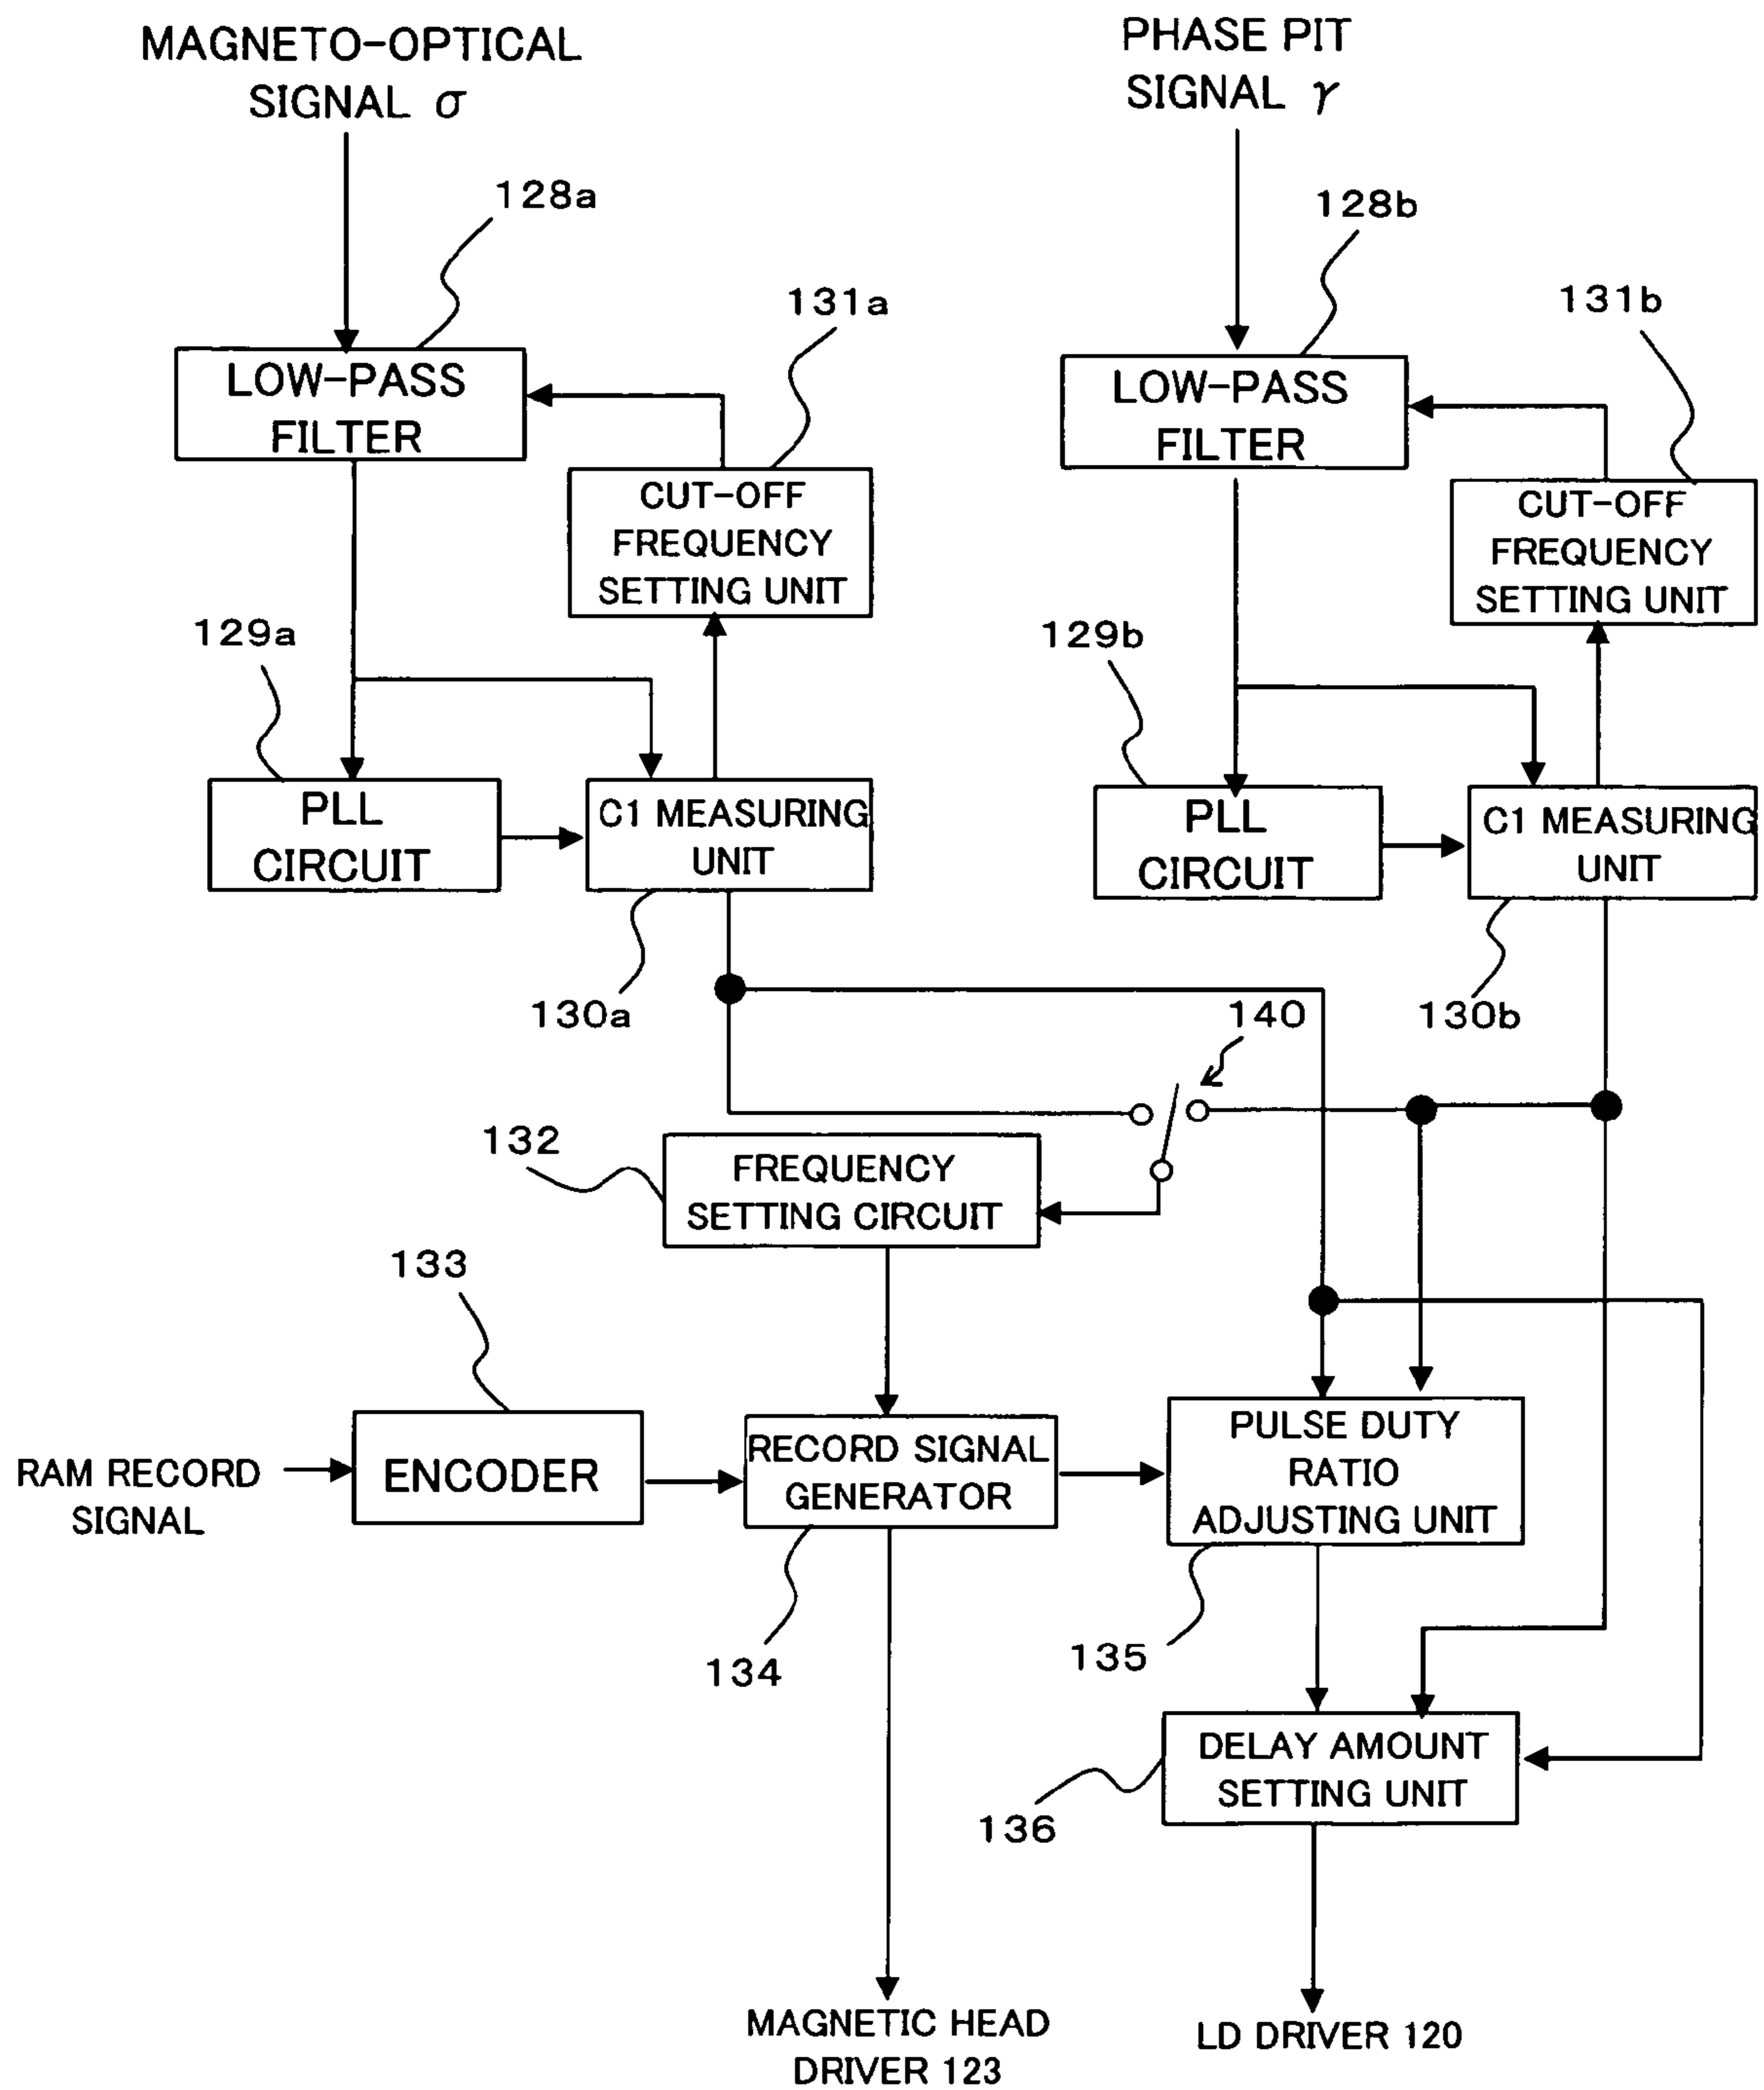 MAGNETO-OPTICAL
SIGNAL σ
PHASE PIT
SIGNAL γ
128a
128b
131a
131b
LOW-PASS
FILTER
LOW-PASS
FILTER
CUT-OFF
FREQUENCY
SETTING UNIT
CUT-OFF
FREQUENCY
SETTING UNIT
129a
129b
PLL
CIRCUIT
C1 MEASURING
UNIT
PLL
CIRCUIT
C1 MEASURING
UNIT
130a
140
130b
132
FREQUENCY
SETTING CIRCUIT
133
RAM RECORD
SIGNAL
ENCODER
RECORD SIGNAL
GENERATOR
PULSE DUTY
RATIO
ADJUSTING UNIT
134
135
DELAY AMOUNT
SETTING UNIT
136
MAGNETIC HEAD
DRIVER 123
LD DRIVER 120